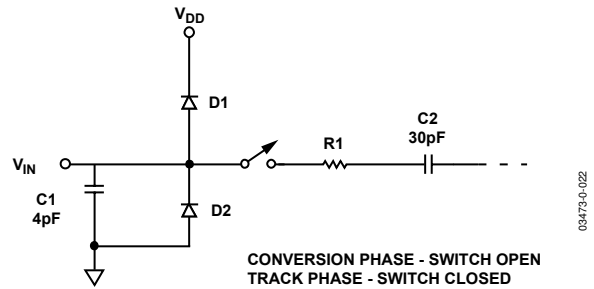 VDD
D1
C2
30pF
R1
VIN
C1
4pF
D2
CONVERSION PHASE - SWITCH OPEN
TRACK PHASE - SWITCH CLOSED
03473-0-022